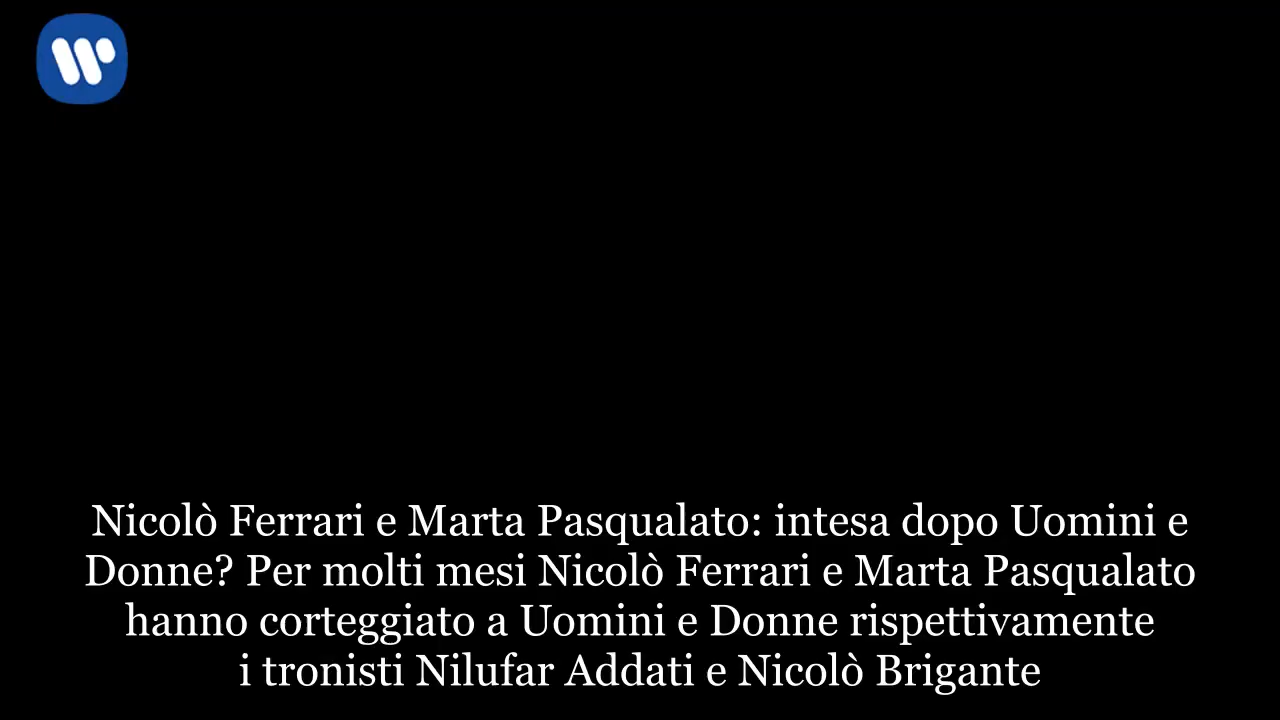 Nicolò Ferrari e Marta Pasqualato: intesa dopo Uomini e
Donne? Per molti mesi Nicolò Ferrari e Marta Pasqualato
hanno corteggiato a Uomini e Donne rispettivamente
i tronisti Nilufar Addati e Nicolò Brigante